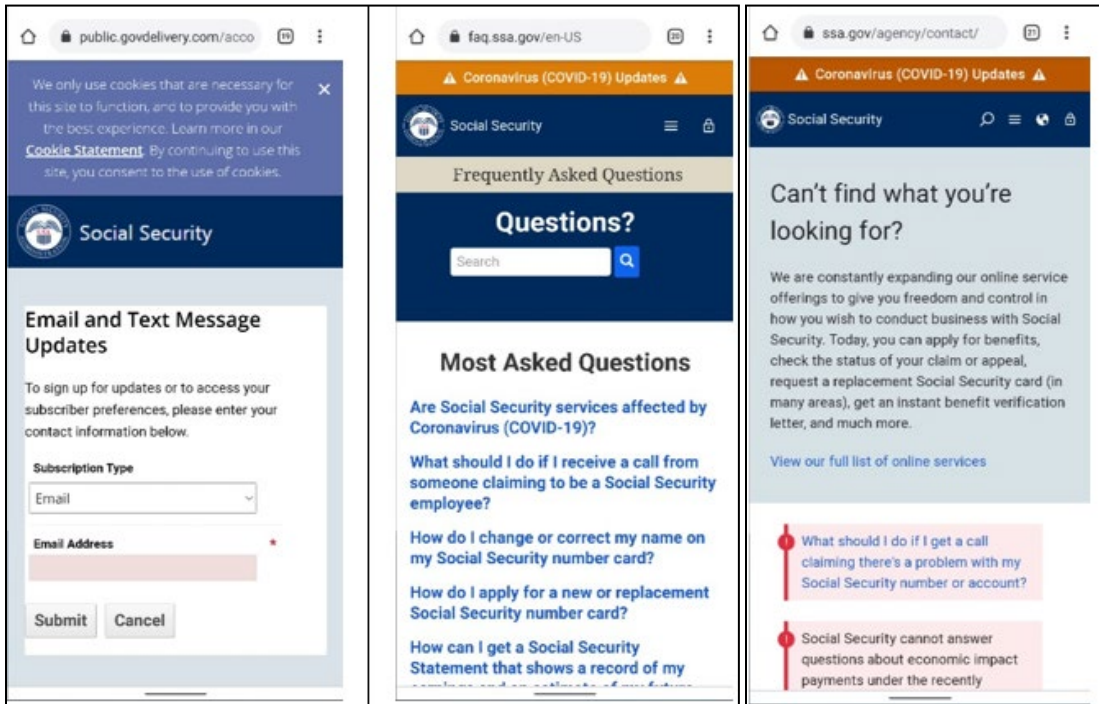 public.govdelivery.com/acco
19
We only use cookies that are necessary for
this site to function, and to provide you with
the best experience. Learn more in our
Cookie Statement. By continuing to use this
site, you consent to the use of cookies.
Social Security
Email and Text Message
Updates
To sign up for updates or to access your
subscriber preferences, please enter your
contact information below.
Subscription Type
Email
Email Address *
Submit Cancel
faq.ssa.gov/en-US
20
Coronavirus (COVID-19) Updates
Social Security
Frequently Asked Questions
Questions?
Search
Most Asked Questions
Are Social Security services affected by
Coronavirus (COVID-19)?
What should I do if I receive a call from
someone claiming to be a Social Security
employee?
How do I change or correct my name on
my Social Security number card?
How do I apply for a new or replacement
Social Security number card?
How can I get a Social Security
Statement that shows a record of my
ssa.gov/agency/contact/
21
Coronavirus (COVID-19) Updates
Social Security
Can't find what you're
looking for?
We are constantly expanding our online service
offerings to give you freedom and control in
how you wish to conduct business with Social
Security. Today, you can apply for benefits,
check the status of your claim or appeal,
request a replacement Social Security card (in
many areas), get an instant benefit verification
letter, and much more.
View our full list of online services
What should I do if I get a call
claiming there's a problem with my
Social Security number or account?
Social Security cannot answer
questions about economic impact
payments under the recently